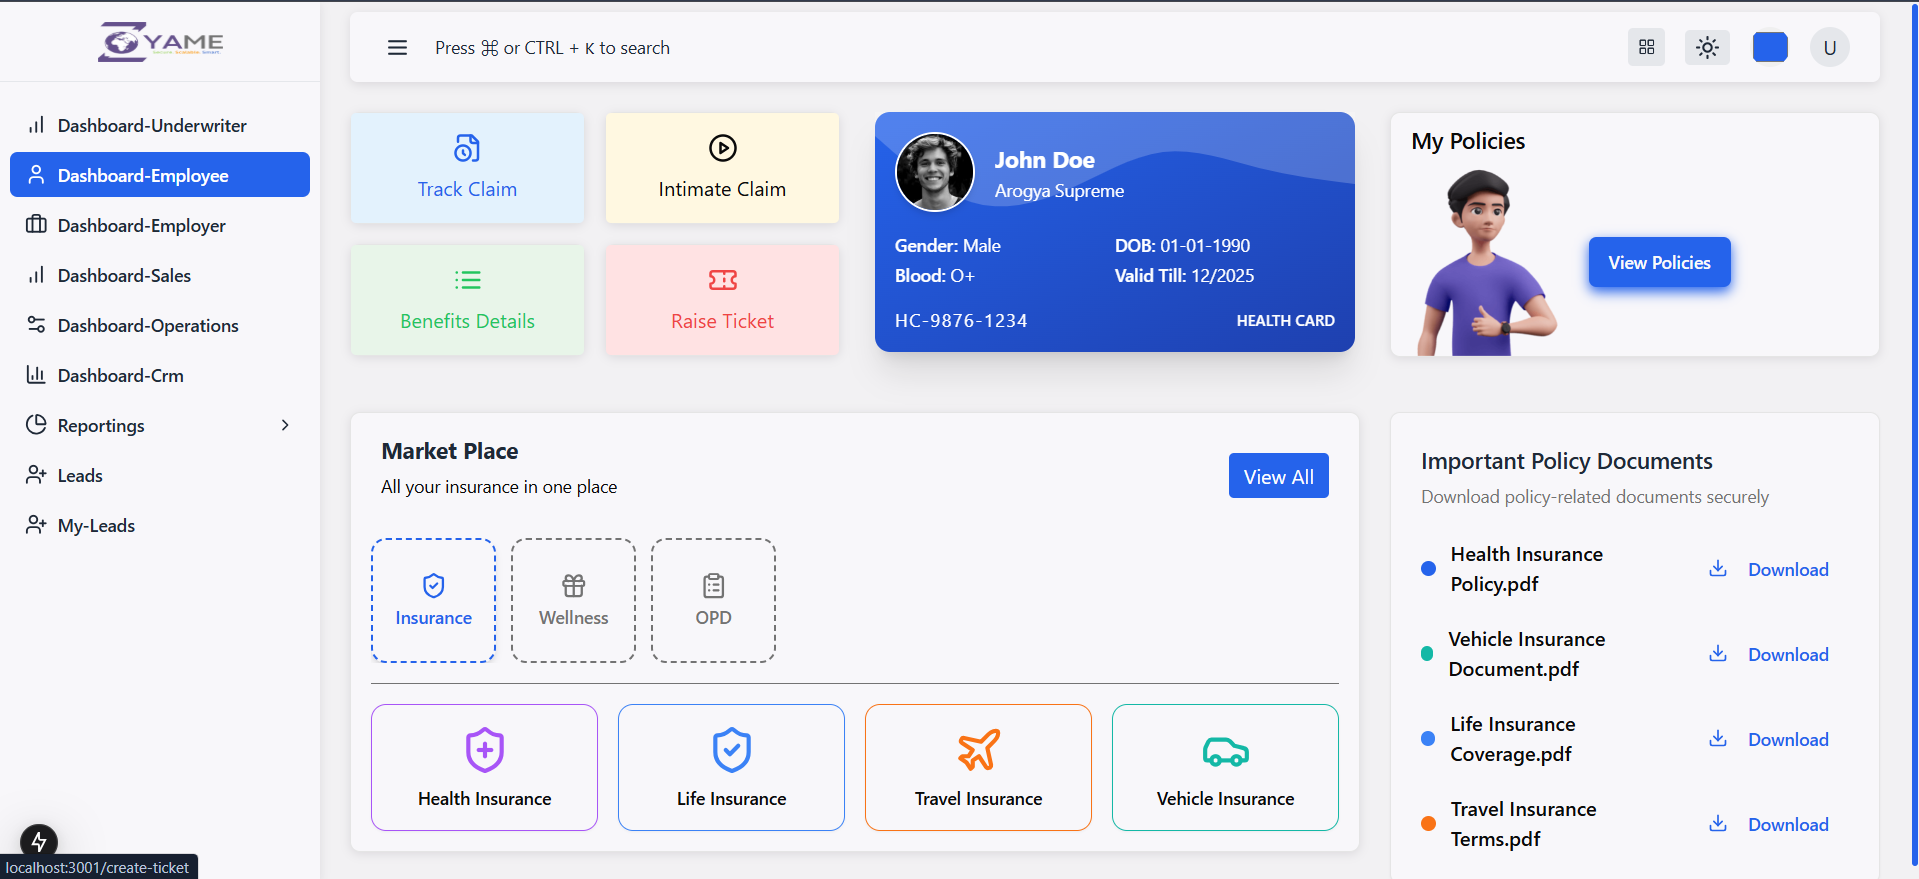 ZYAME
Press ⌘ or CTRL + K to search
U
Dashboard-Underwriter
Dashboard-Employee
Dashboard-Employer
Dashboard-Sales
Dashboard-Operations
Dashboard-Crm
Reportings
Leads
My-Leads
Track Claim
Intimate Claim
Benefits Details
Raise Ticket
John Doe
Arogya Supreme
Gender: Male
DOB: 01-01-1990
Blood: O+
Valid Till: 12/2025
HC-9876-1234
HEALTH CARD
My Policies
View Policies
Market Place
All your insurance in one place
View All
Insurance
Wellness
OPD
Health Insurance
Life Insurance
Travel Insurance
Vehicle Insurance
Important Policy Documents
Download policy-related documents securely
Health Insurance
Policy.pdf
Download
Vehicle Insurance
Document.pdf
Download
Life Insurance
Coverage.pdf
Download
Travel Insurance
Terms.pdf
Download
localhost:3001/create-ticket